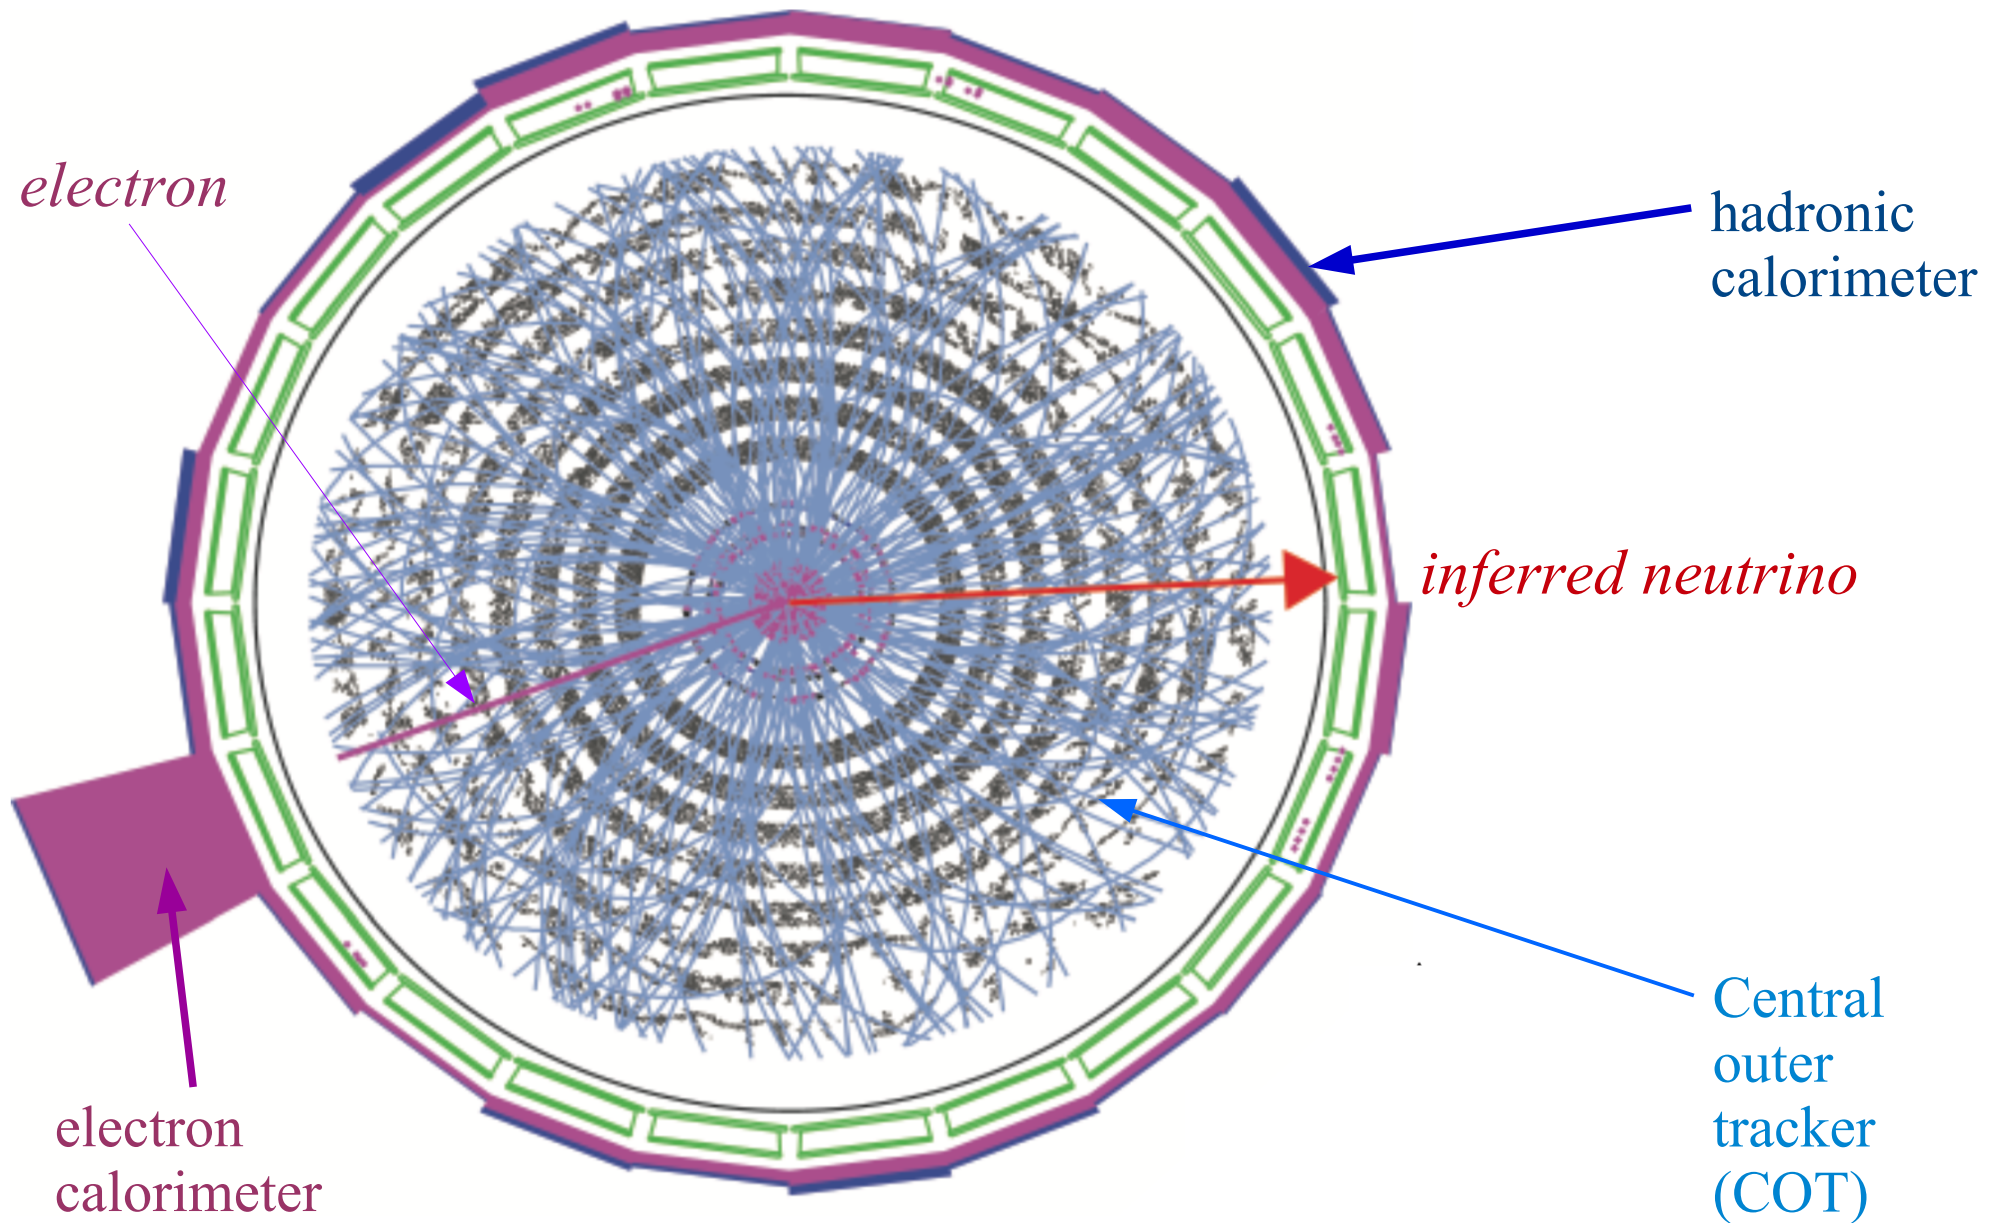 electron
hadronic
calorimeter
inferred neutrino
electron
calorimeter
Central
outer
tracker
(COT)